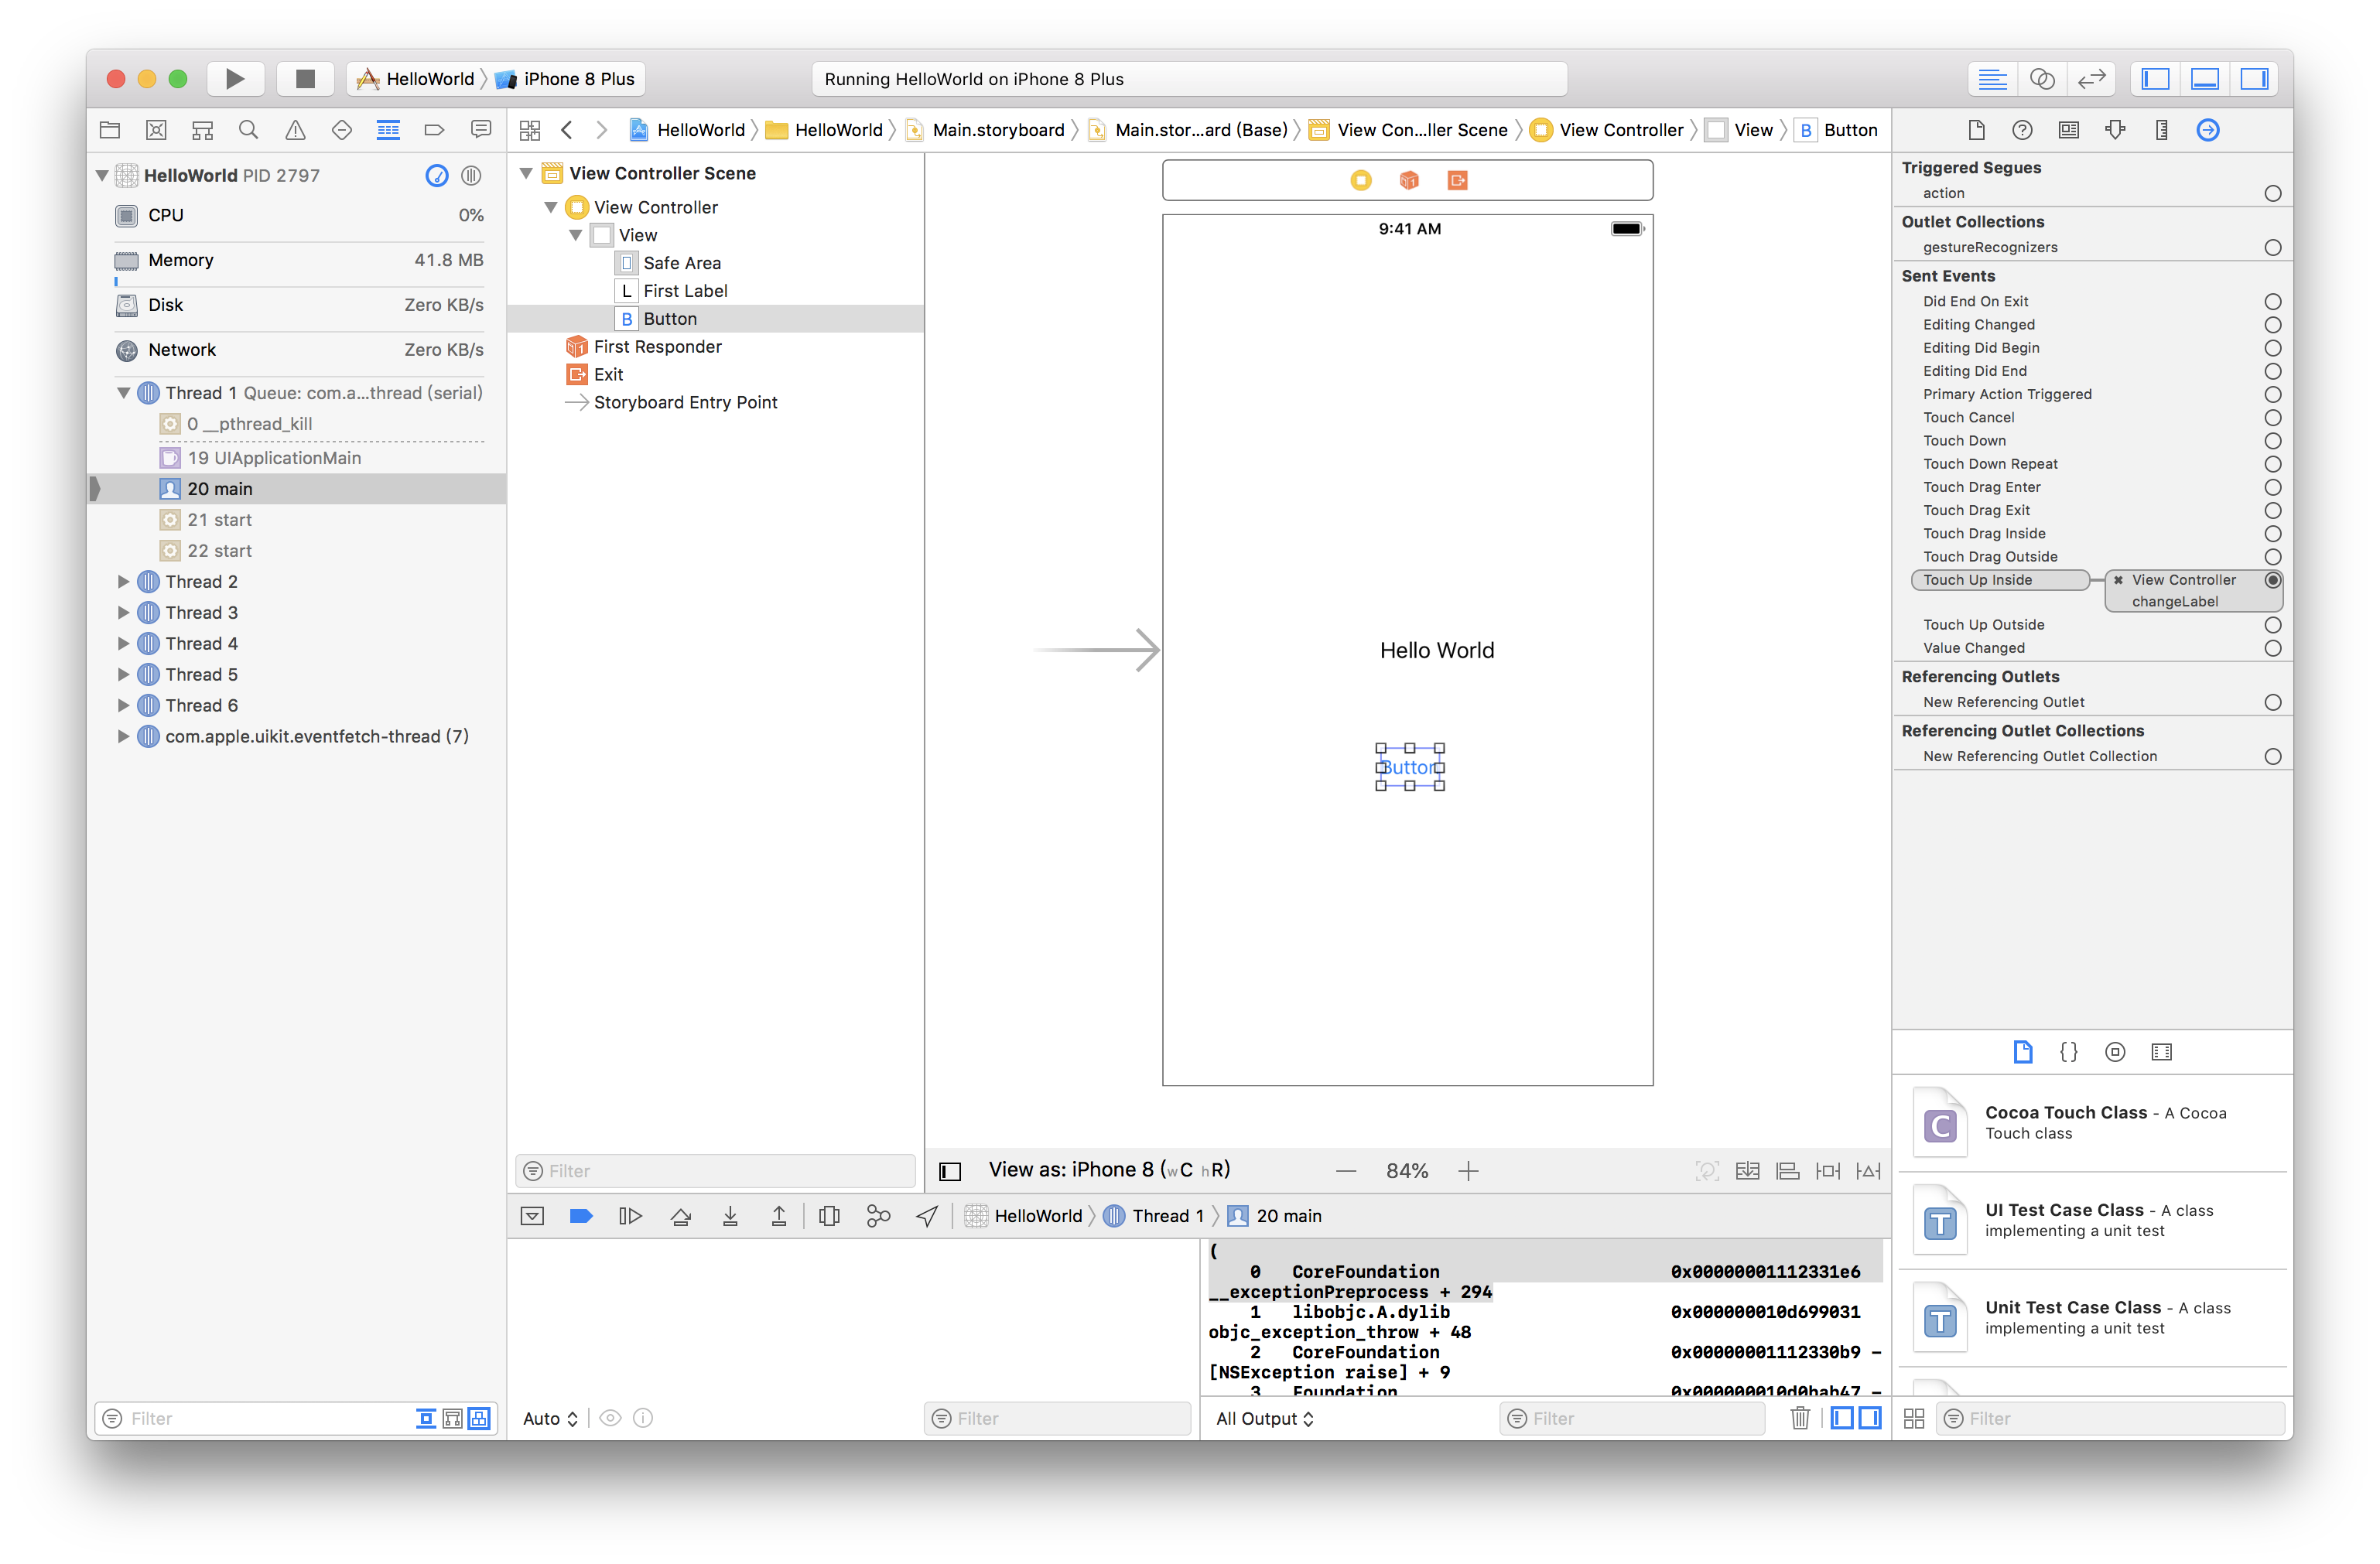 HelloWorld iPhone 8 Plus
Running HelloWorld on iPhone 8 Plus
HelloWorld HelloWorld Main.storyboard Main.stor...ard (Base) View Con...ller Scene View Controller View B Button
HelloWorld PID 2797
CPU 0%
Memory 41.8 MB
Disk Zero KB/s
Network Zero KB/s
Thread 1 Queue: com.a...thread (serial)
0 __pthread_kill
19 UIApplicationMain
20 main
21 start
22 start
Thread 2
Thread 3
Thread 4
Thread 5
Thread 6
com.apple.uikit.eventfetch-thread (7)
Filter
View Controller Scene
View Controller
View
Safe Area
L First Label
B Button
First Responder
Exit
Storyboard Entry Point
Filter
9:41 AM
Hello World
Button
View as: iPhone 8 (wC hR)
84%
HelloWorld Thread 1 20 main
(
0 CoreFoundation 0x00000001112331e6
__exceptionPreprocess + 294
1 libobjc.A.dylib 0x000000010d699031
objc_exception_throw + 48
2 CoreFoundation 0x00000001112330b9 -
[NSException raise] + 9
3 Foundation 0x000000010d0bab47 -
Auto
Filter
All Output
Filter
Triggered Segues
action
Outlet Collections
gestureRecognizers
Sent Events
Did End On Exit
Editing Changed
Editing Did Begin
Editing Did End
Primary Action Triggered
Touch Cancel
Touch Down
Touch Down Repeat
Touch Drag Enter
Touch Drag Exit
Touch Drag Inside
Touch Drag Outside
Touch Up Inside View Controller
changeLabel
Touch Up Outside
Value Changed
Referencing Outlets
New Referencing Outlet
Referencing Outlet Collections
New Referencing Outlet Collection
{}
C
Cocoa Touch Class - A Cocoa
Touch class
T
UI Test Case Class - A class
implementing a unit test
T
Unit Test Case Class - A class
implementing a unit test
Filter